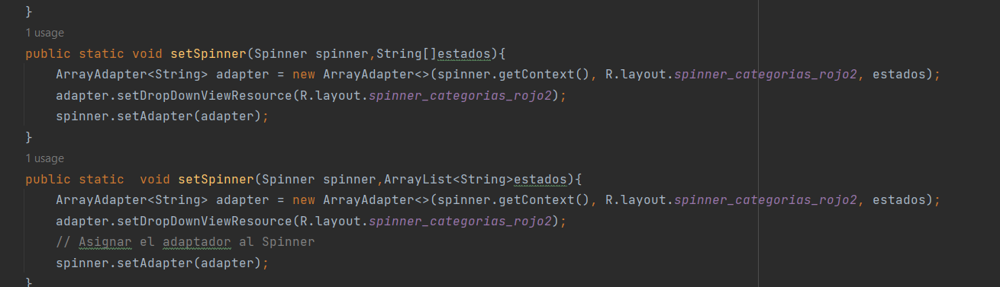 }
1 usage
public static void setSpinner(Spinner spinner,String[]estados){
ArrayAdapter<String> adapter = new ArrayAdapter<>(spinner.getContext(), R.layout.spinner_categorias_rojo2, estados);
adapter.setDropDownViewResource(R.layout.spinner_categorias_rojo2);
spinner.setAdapter(adapter);
}
1 usage
public static  void setSpinner(Spinner spinner,ArrayList<String>estados){
ArrayAdapter<String> adapter = new ArrayAdapter<>(spinner.getContext(), R.layout.spinner_categorias_rojo2, estados);
adapter.setDropDownViewResource(R.layout.spinner_categorias_rojo2);
// Asignar el adaptador al Spinner
spinner.setAdapter(adapter);
}